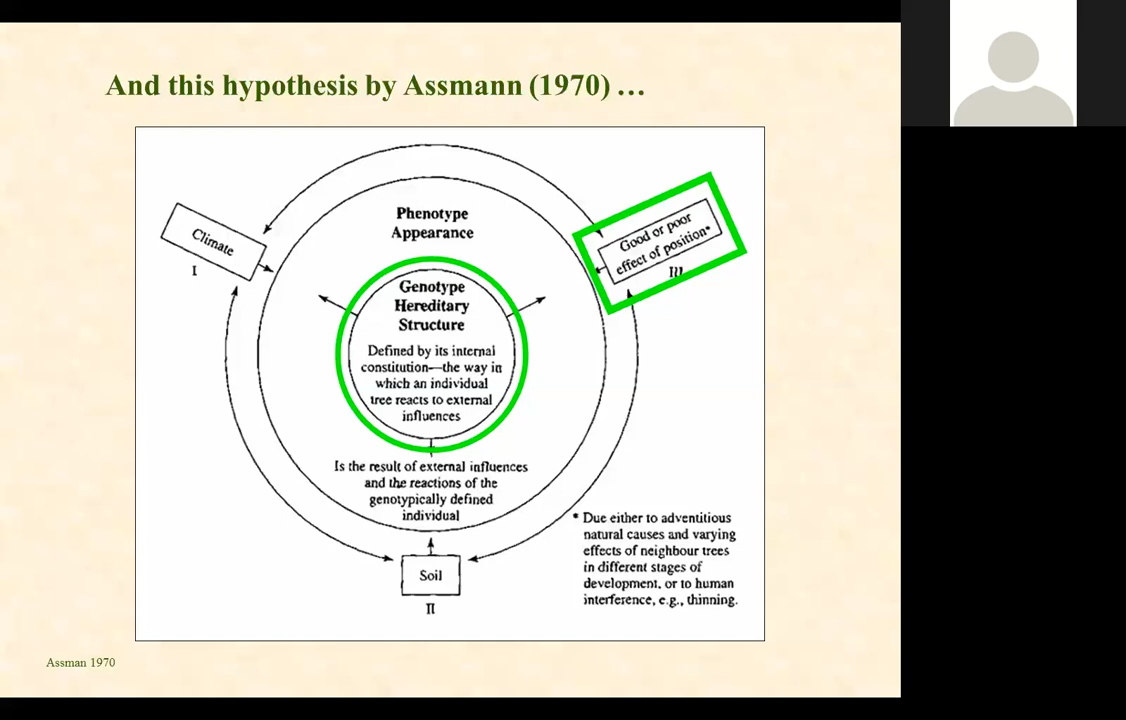 And this hypothesis by Assmann (1970) …
Phenotype
Appearance
Climate
I
Good or poor
effect of position*
III
Genotype
Hereditary
Structure
Defined by its internal
constitution—the way in
which an individual
tree reacts to external
influences
Is the result of external influences
and the reactions of the
genotypically defined
individual
Soil
II
* Due either to adventitious
natural causes and varying
effects of neighbour trees
in different stages of
development, or to human
interference, e.g., thinning.
Assman 1970